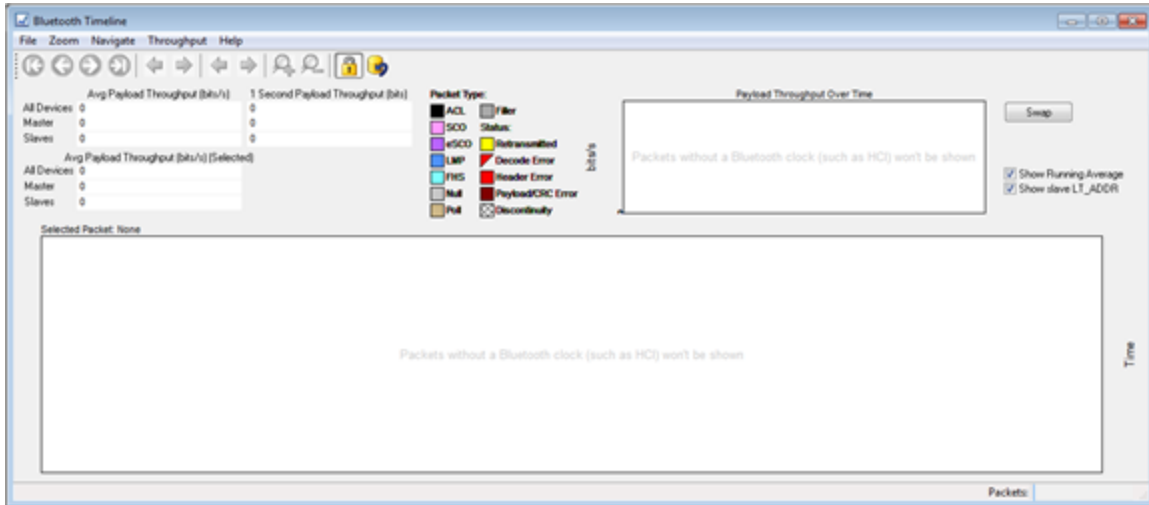 Bluetooth Timeline
File Zoom Navigate Throughput Help
Avg Payload Throughput (bits/s) 1 Second Payload Throughput (bits)
All Devices 0 0
Master 0 0
Slaves 0 0
Avg Payload Throughput (bits/s) (Selected)
All Devices 0
Master 0
Slaves 0
Packet Type:
ACL Filler
SCO Status:
eSCO Retransmitted
LMP Decode Error
FHS Header Error
Null Payload/CRC Error
Poll Discontinuity
Payload Throughput Over Time
bits/s
Packets without a Bluetooth clock (such as HCI) won't be shown
Swap
Show Running Average
Show slave LT_ADDR
Selected Packet: None
Packets without a Bluetooth clock (such as HCI) won't be shown
Time
Packets: